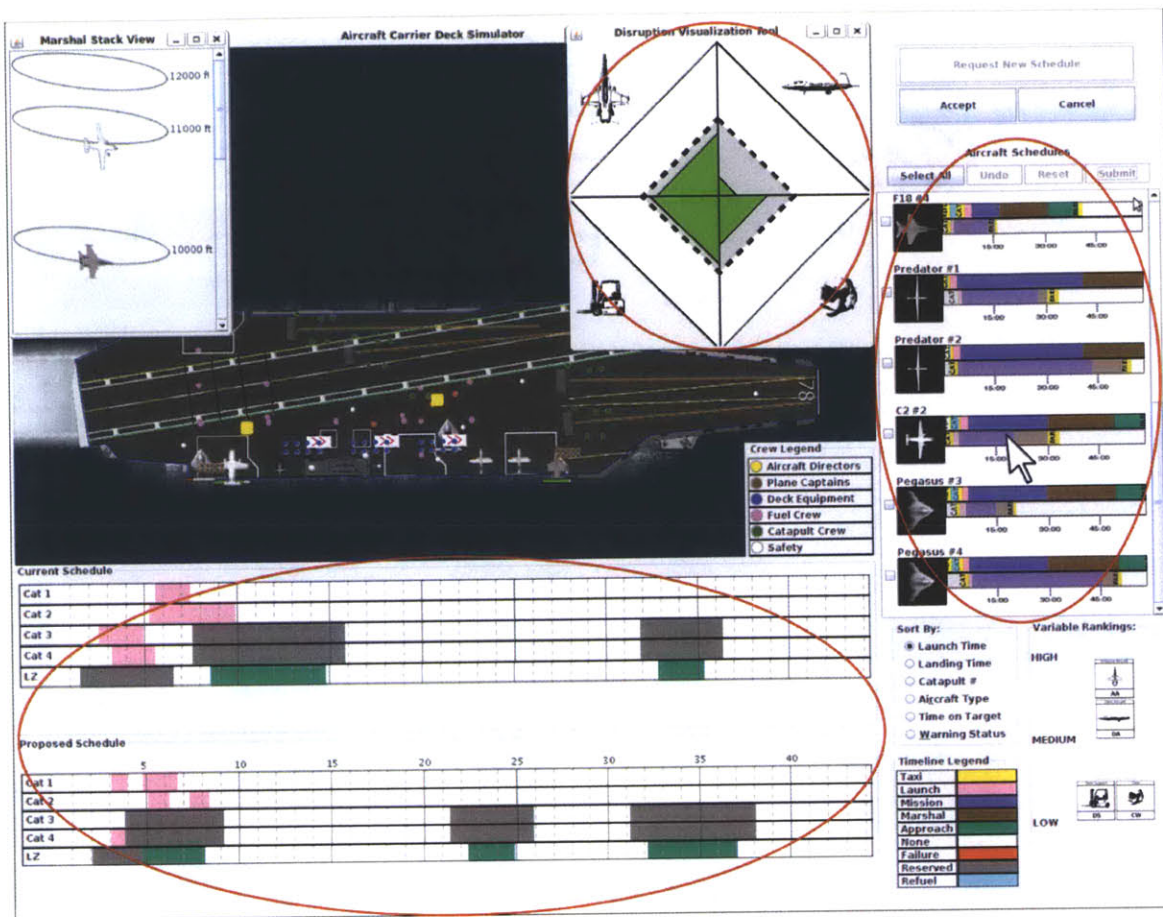 Marshal Stack View
12000 ft
11000 ft
10000 ft
Aircraft Carrier Deck Simulator
Disruption Visualization Tool
78
Crew Legend
Aircraft Directors
Plane Captains
Deck Equipment
Fuel Crew
Catapult Crew
Safety
Request New Schedule
Accept
Cancel
Aircraft Schedules
Select All
Undo
Reset
Submit
F18 #4
15:00 30:00 45:00
Predator #1
15:00 30:00 45:00
Predator #2
15:00 30:00 45:00
C2 #2
15:00 30:00 45:00
Pegasus #3
15:00 30:00 45:00
Pegasus #4
15:00 30:00 45:00
Current Schedule
Cat 1
Cat 2
Cat 3
Cat 4
LZ
Proposed Schedule
5 10 15 20 25 30 35 40
Cat 1
Cat 2
Cat 3
Cat 4
LZ
Sort By:
Launch Time
Landing Time
Catapult #
Aircraft Type
Time on Target
Warning Status
Timeline Legend
Taxi
Launch
Mission
Marshal
Approach
None
Failure
Reserved
Refuel
Variable Rankings:
HIGH
AA
DA
MEDIUM
LOW
DS
CW